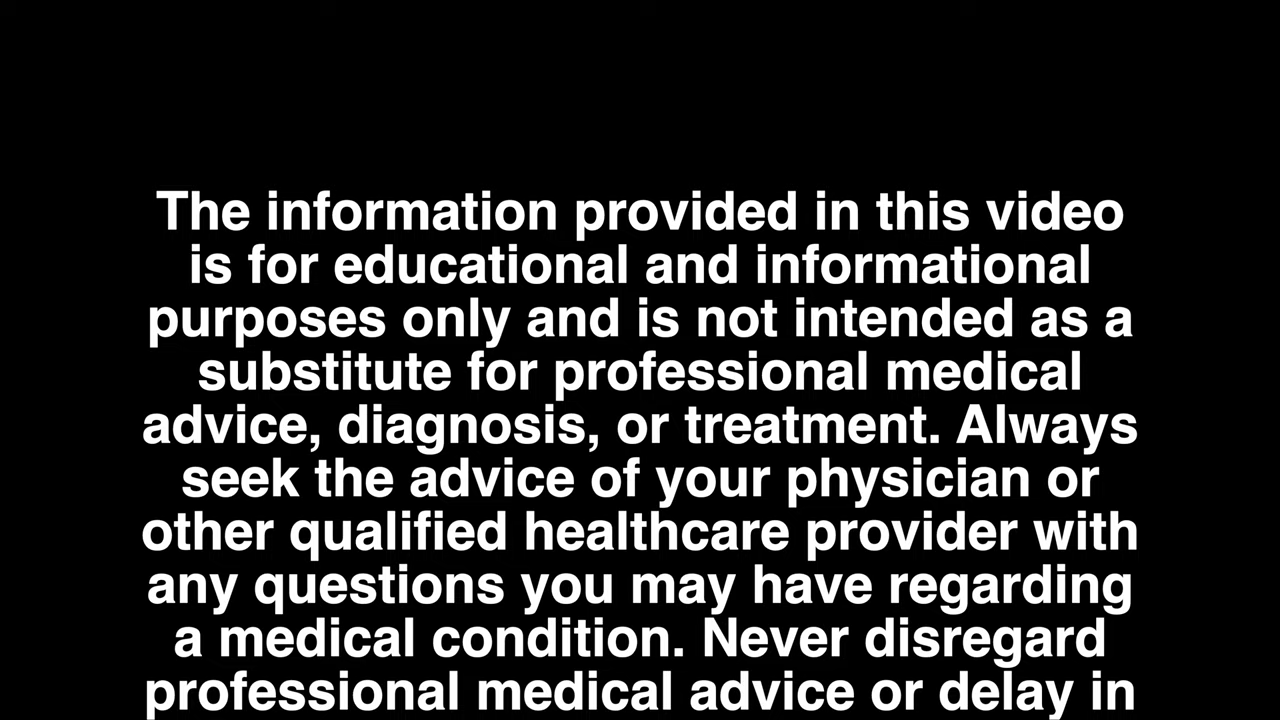 The information provided in this video
is for educational and informational
purposes only and is not intended as a
substitute for professional medical
advice, diagnosis, or treatment. Always
seek the advice of your physician or
other qualified healthcare provider with
any questions you may have regarding
a medical condition. Never disregard
professional medical advice or delay in